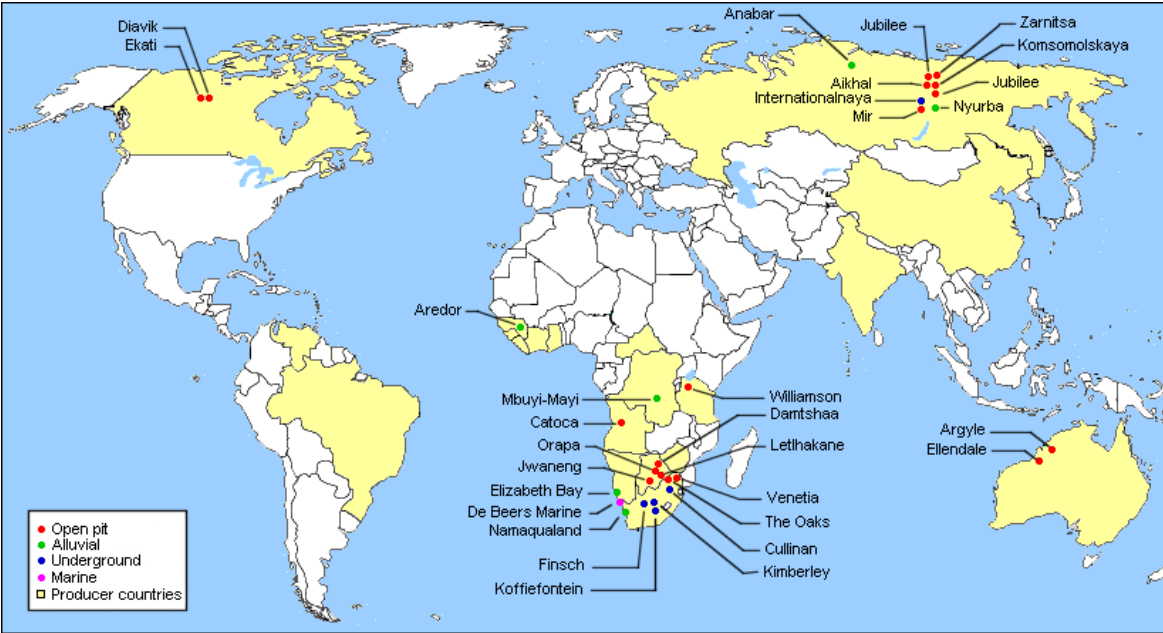 Diavik
Ekati
Anabar
Jubilee
Zarnitsa
Komsomolskaya
Aikhal
Jubilee
Internationalnaya
Nyurba
Mir
Aredor
Mbuyi-Mayi
Williamson
Damtshaa
Catoca
Orapa
Letlhakane
Jwaneng
Argyle
Ellendale
Elizabeth Bay
Venetia
De Beers Marine
The Oaks
Namaqualand
Cullinan
Finsch
Kimberley
Koffiefontein
Open pit
Alluvial
Underground
Marine
Producer countries